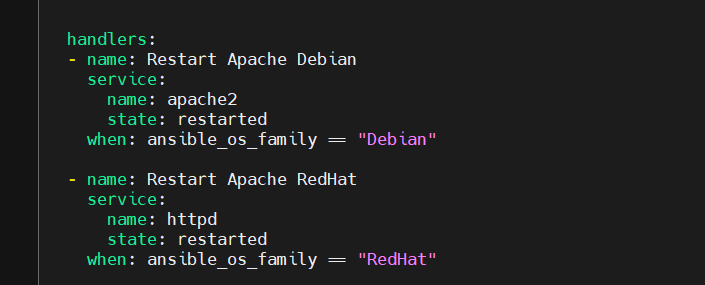 handlers:
- name: Restart Apache Debian
  service:
    name: apache2
    state: restarted
  when: ansible_os_family == "Debian"
- name: Restart Apache RedHat
  service:
    name: httpd
    state: restarted
  when: ansible_os_family == "RedHat"